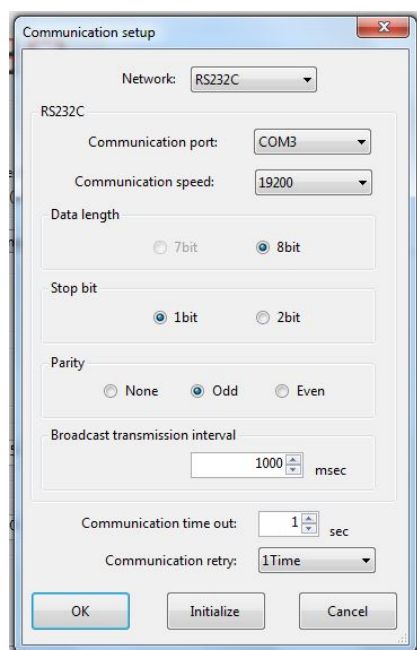 Communication setup
Network: RS232C
RS232C
Communication port: COM3
Communication speed: 19200
Data length
7bit 8bit
Stop bit
1bit 2bit
Parity
None Odd Even
Broadcast transmission interval
1000 msec
Communication time out: 1 sec
Communication retry: 1Time
OK Initialize Cancel